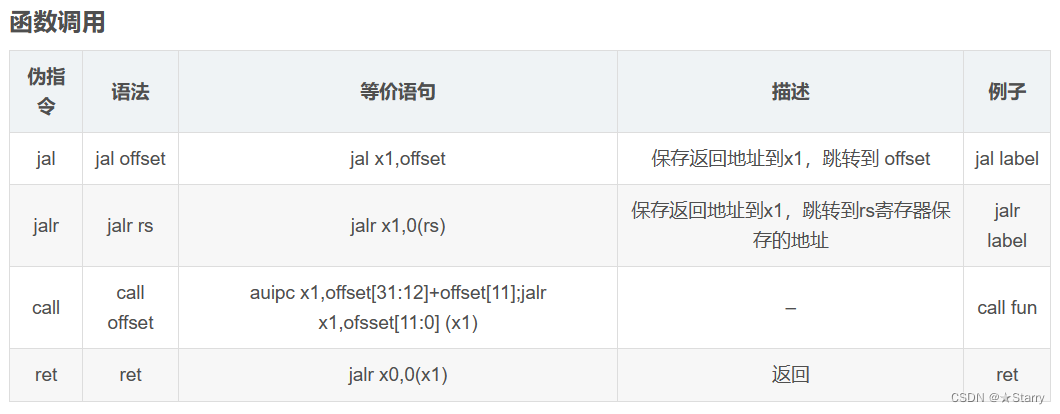 函数调用
伪指
令
语法
等价语句
描述
例子
jal
jal offset
jal x1,offset
保存返回地址到x1，跳转到 offset
jal label
jalr
jalr rs
jalr x1,0(rs)
保存返回地址到x1，跳转到rs寄存器保
存的地址
jalr
label
call
call
offset
auipc x1,offset[31:12]+offset[11];jalr
x1,ofsset[11:0] (x1)
–
call fun
ret
ret
jalr x0,0(x1)
返回
ret
CSDN @★Starry